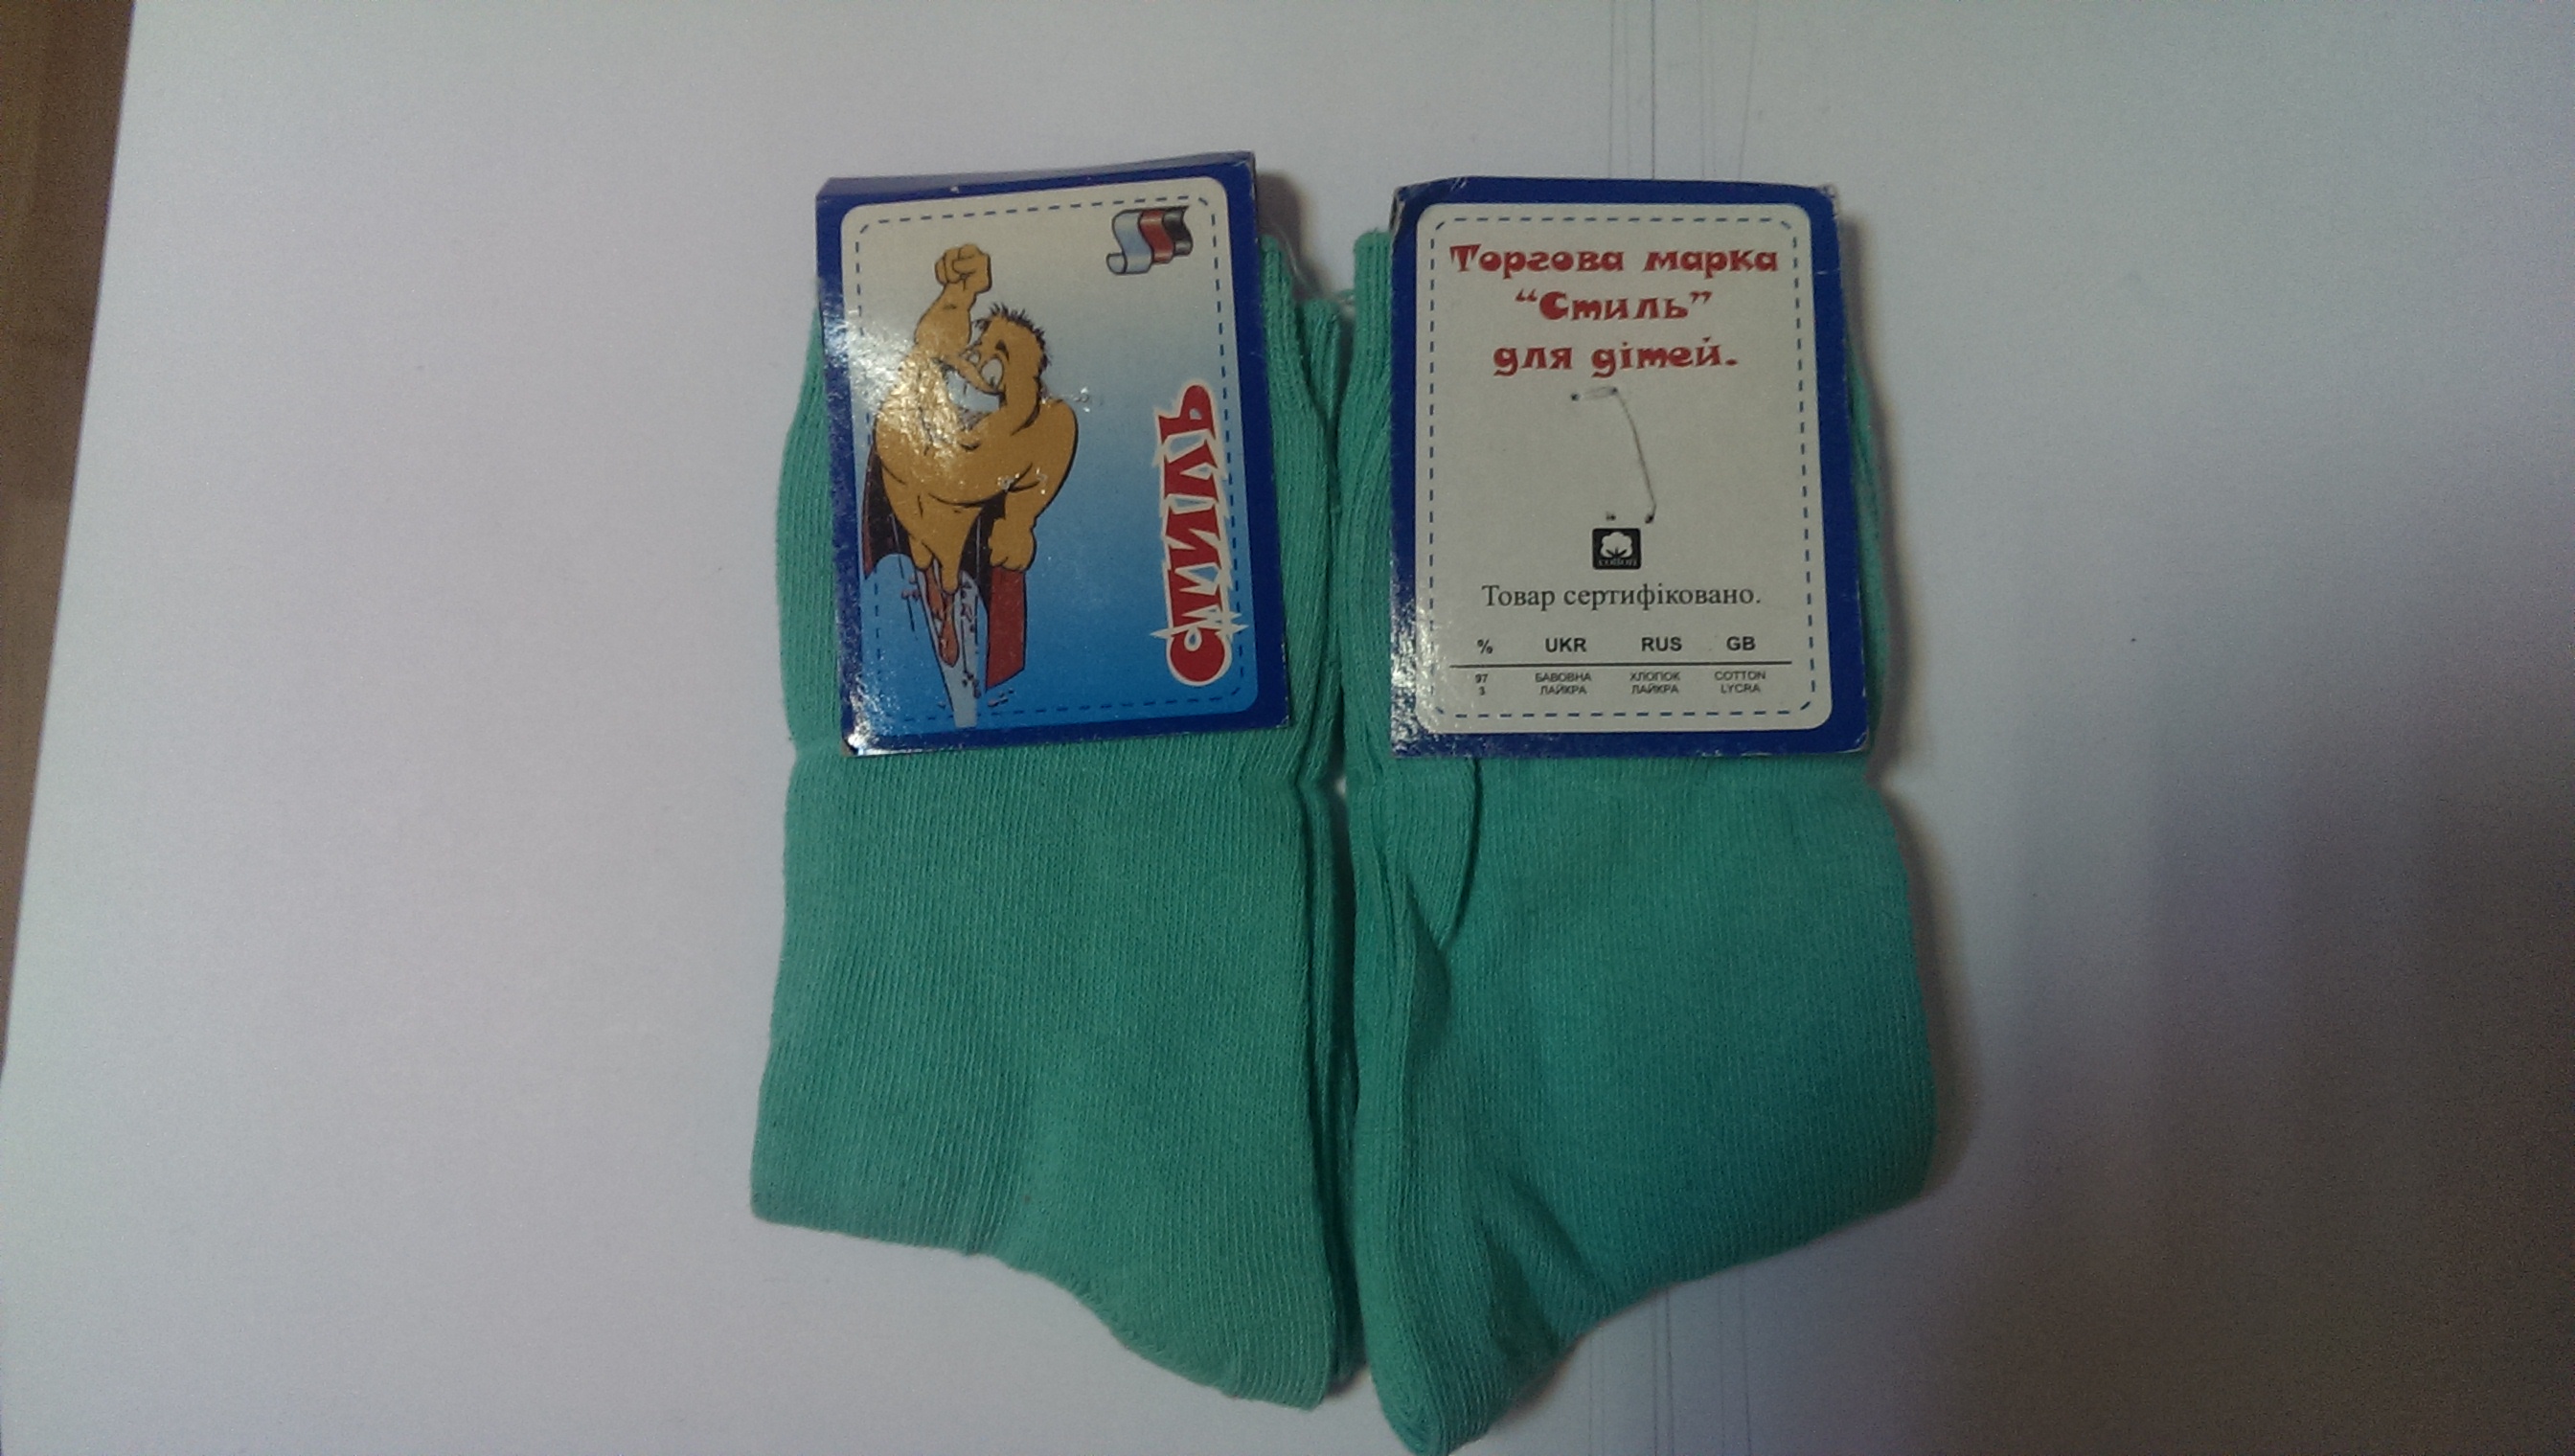 СТИЛЬ
Торгова марка
“Стиль”
для дітей.
cotton
Товар сертифіковано.
% UKR RUS GB
97 БАВОВНА ХЛОПОК COTTON
3 ЛАЙКРА ЛАЙКРА LYCRA